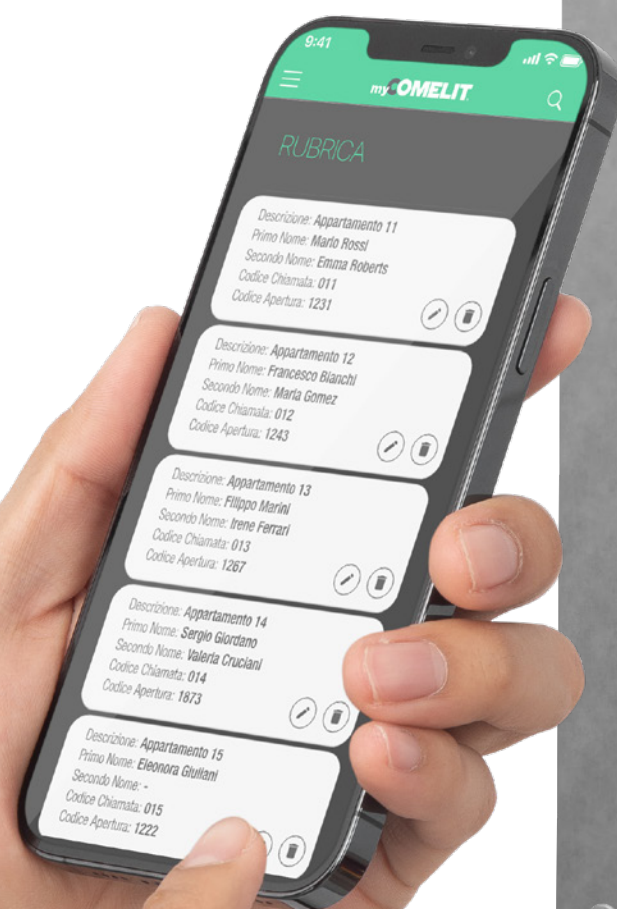 9:41
myCOMELIT
RUBRICA
Descrizione: Appartamento 11
Primo Nome: Mario Rossi
Secondo Nome: Emma Roberts
Codice Chiamata: 011
Codice Apertura: 1231
Descrizione: Appartamento 12
Primo Nome: Francesco Bianchi
Secondo Nome: Maria Gomez
Codice Chiamata: 012
Codice Apertura: 1243
Descrizione: Appartamento 13
Primo Nome: Filippo Marini
Secondo Nome: Irene Ferrari
Codice Chiamata: 013
Codice Apertura: 1267
Descrizione: Appartamento 14
Primo Nome: Sergio Giordano
Secondo Nome: Valeria Cruciani
Codice Chiamata: 014
Codice Apertura: 1873
Descrizione: Appartamento 15
Primo Nome: Eleonora Giuliani
Secondo Nome: -
Codice Chiamata: 015
Codice Apertura: 1222